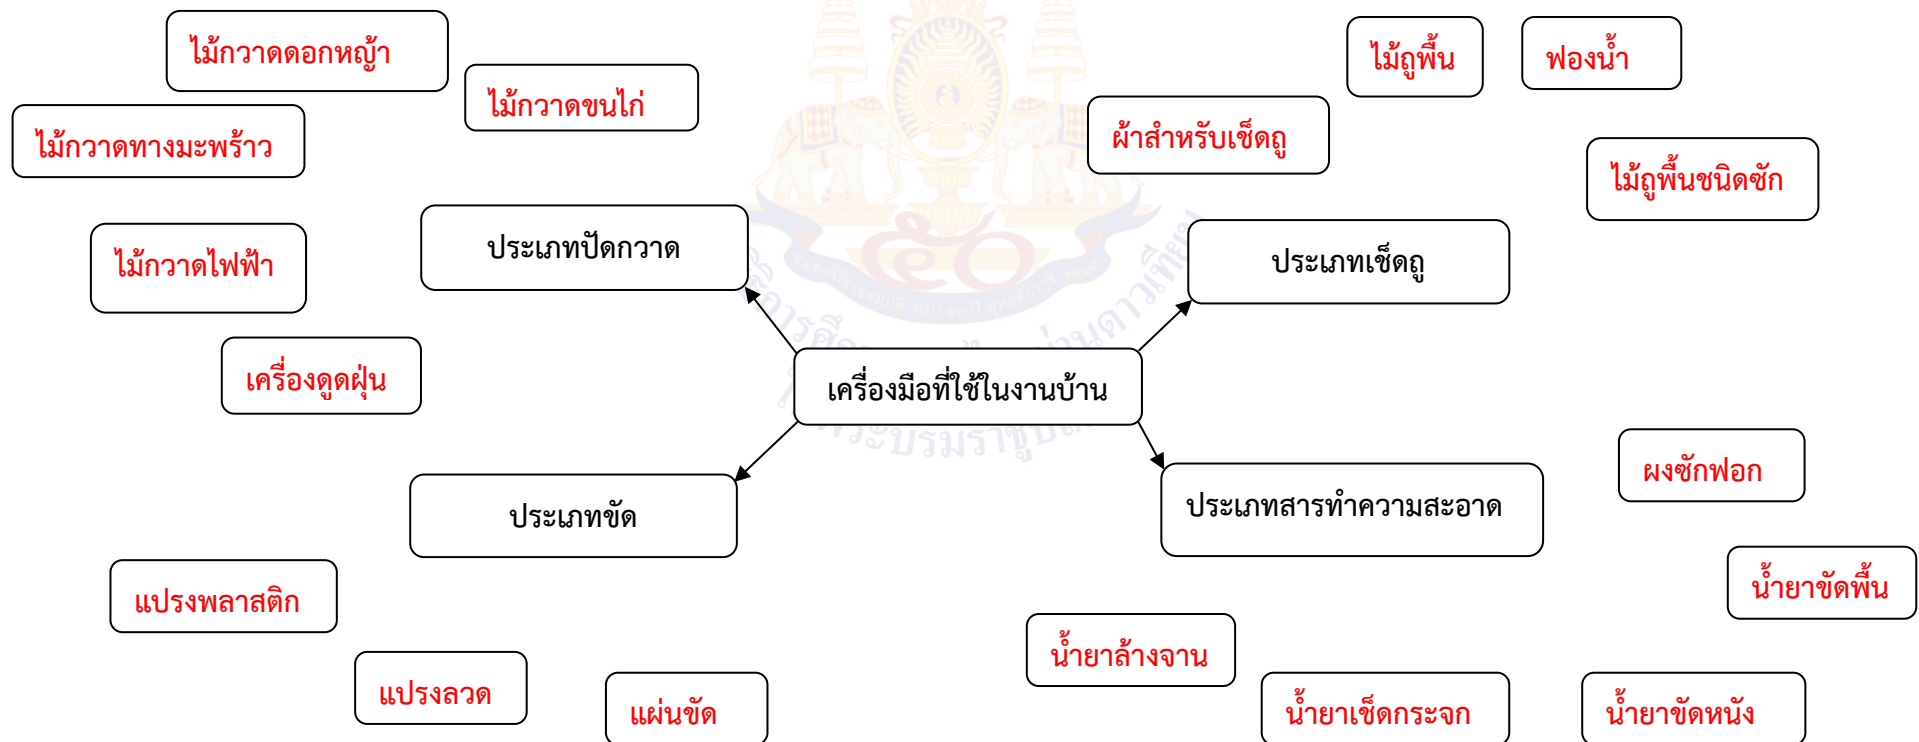 ไม้กวาดดอกหญ้า
ไม้กวาดขนไก่
ไม้กวาดทางมะพร้าว
ไม้กวาดไฟฟ้า
เครื่องดูดฝุ่น
ประเภทปัดกวาด
ไม้ถูพื้น
ฟองน้ำ
ผ้าสำหรับเช็ดถู
ไม้ถูพื้นชนิดซัก
ประเภทเช็ดถู
เครื่องมือที่ใช้ในงานบ้าน
ประเภทขัด
แปรงพลาสติก
แปรงลวด
แผ่นขัด
ประเภทสารทำความสะอาด
ผงซักฟอก
น้ำยาขัดพื้น
น้ำยาล้างจาน
น้ำยาเช็ดกระจก
น้ำยาขัดหนัง
๕๐